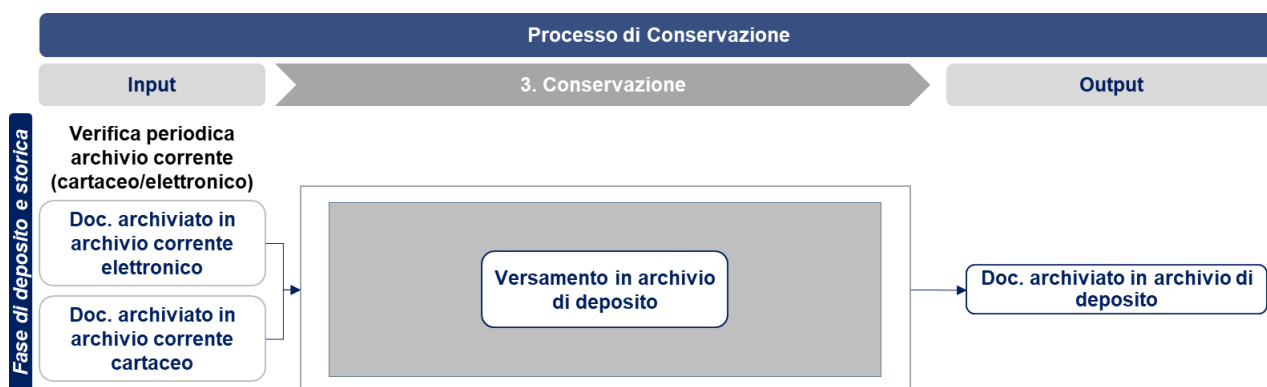 Processo di Conservazione
Input
3. Conservazione
Output
Fase di deposito e storica
Verifica periodica
archivio corrente
(cartaceo/elettronico)
Doc. archiviato in
archivio corrente
elettronico
Doc. archiviato in
archivio corrente
cartaceo
Versamento in archivio
di deposito
Doc. archiviato in archivio di
deposito